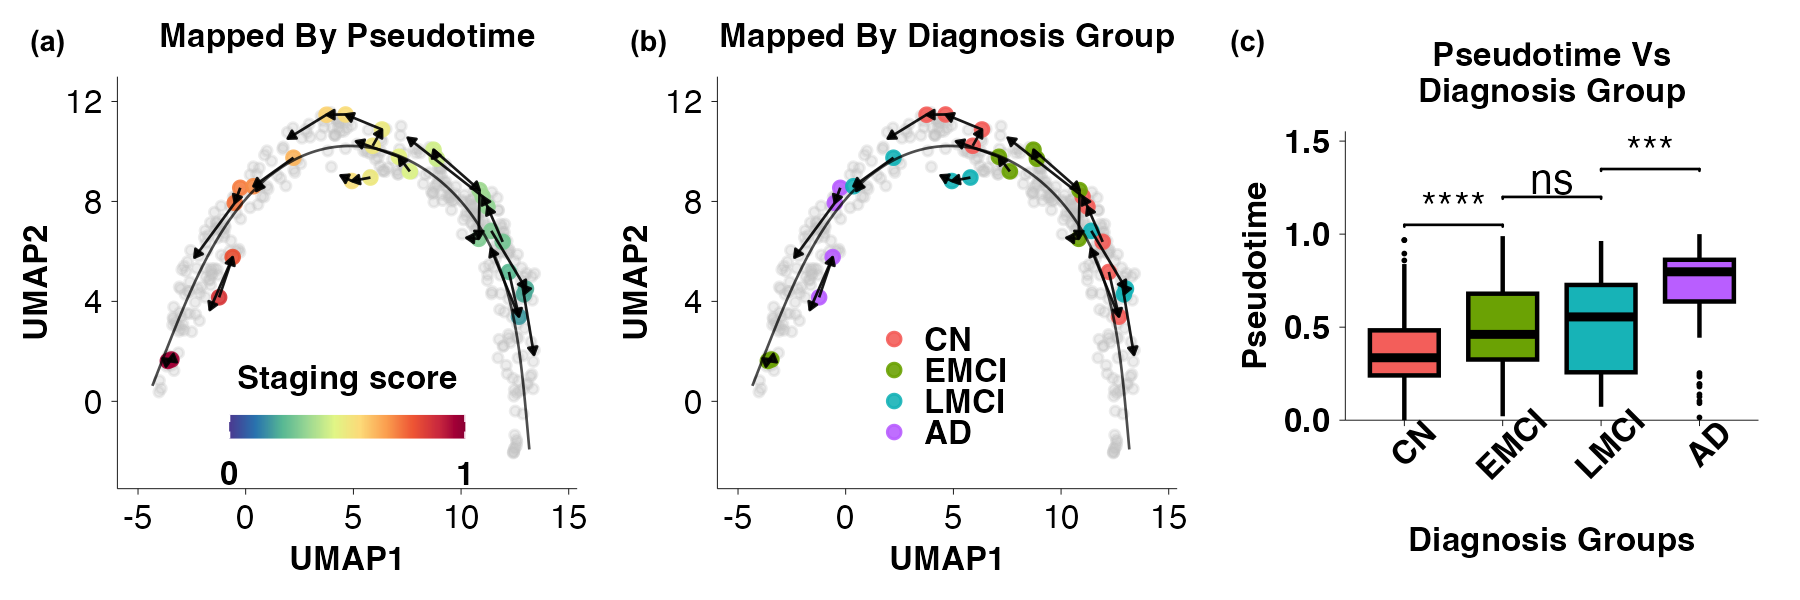 (a)
Mapped By Pseudotime
12
8
4
0
UMAP2
Staging score
0
1
-5
0
5
10
15
UMAP1
(b)
Mapped By Diagnosis Group
12
8
4
0
UMAP2
CN
EMCI
LMCI
AD
-5
0
5
10
15
UMAP1
(c)
Pseudotime Vs
Diagnosis Group
1.5
1.0
0.5
0.0
Pseudotime
****
ns
***
CN
EMCI
LMCI
AD
Diagnosis Groups